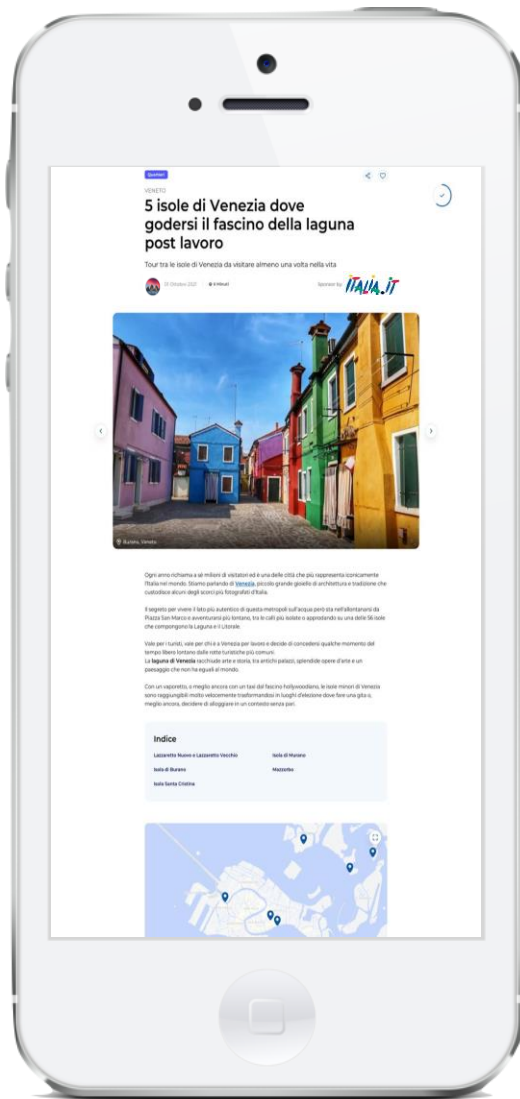 Quartieri
VENETO
5 isole di Venezia dove
godersi il fascino della laguna
post lavoro
Tour tra le isole di Venezia da visitare almeno una volta nella vita
01 Ottobre 2021 4 minuti
Sponsor by ITALIA.IT
Burano, Veneto
Ogni anno richiama a sé milioni di visitatori ed è una delle città che più rappresenta iconicamente
l'Italia nel mondo. Stiamo parlando di Venezia, piccolo grande gioiello di architettura e tradizione che
custodisce alcuni degli scorci più fotografati d'Italia.
Il segreto per vivere il lato più autentico di questa metropoli sull'acqua però sta nell'allontanarsi da
Piazza San Marco e avventurarsi più lontano, tra le calli più isolate o approdando su una delle 56 isole
che compongono la Laguna e il Litorale.
Vale per i turisti, vale per chi è a Venezia per lavoro e decide di concedersi qualche momento del
tempo libero lontano dalle rotte turistiche più comuni.
La laguna di Venezia racchiude arte e storia, tra antichi palazzi, splendide opere d'arte e un
paesaggio che non ha eguali al mondo.
Con un vaporetto, o meglio ancora con un taxi dal fascino hollywoodiano, le isole minori di Venezia
sono raggiungibili molto velocemente trasformandosi in luoghi d'elezione dove fare una gita o,
meglio ancora, decidere di alloggiare in un contesto senza pari.
Indice
Lazzaretto Nuovo e Lazzaretto Vecchio
Isola di Murano
Isola di Burano
Mazzorbo
Isola Santa Cristina